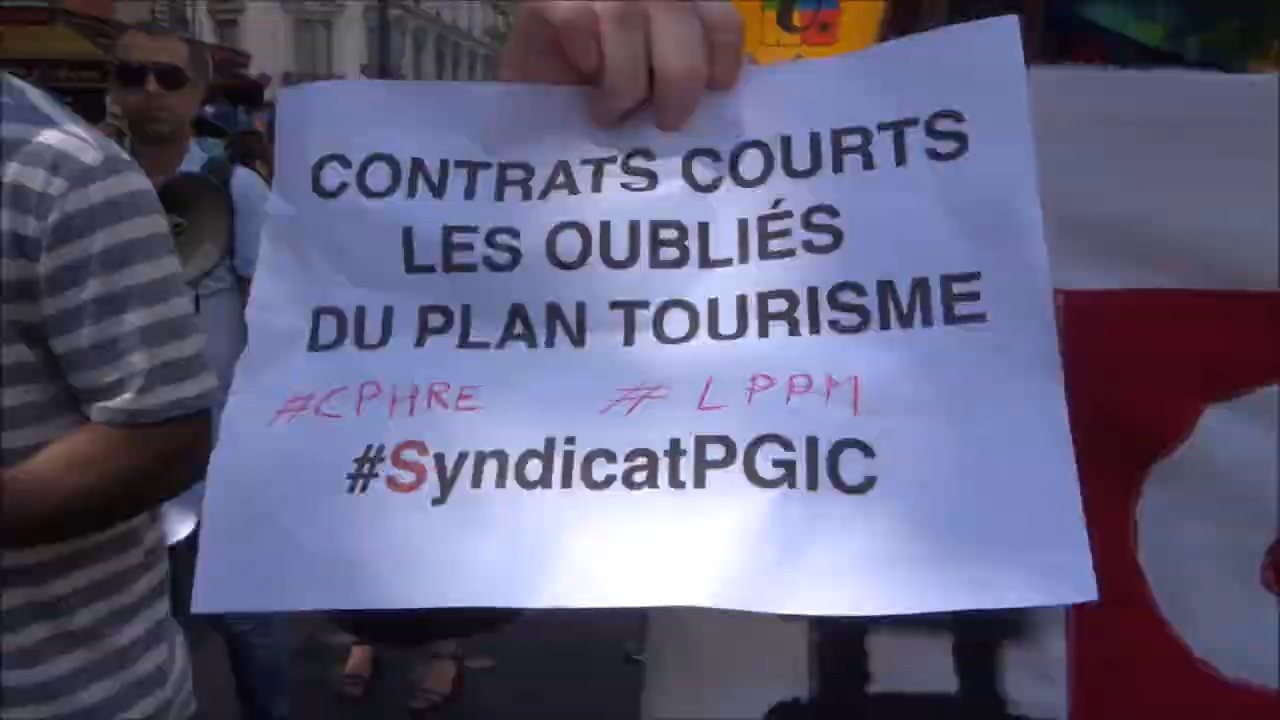 CONTRATS COURTS
LES OUBLIÉS
DU PLAN TOURISME
#CPHRE # LPPM
#SyndicatPGIC